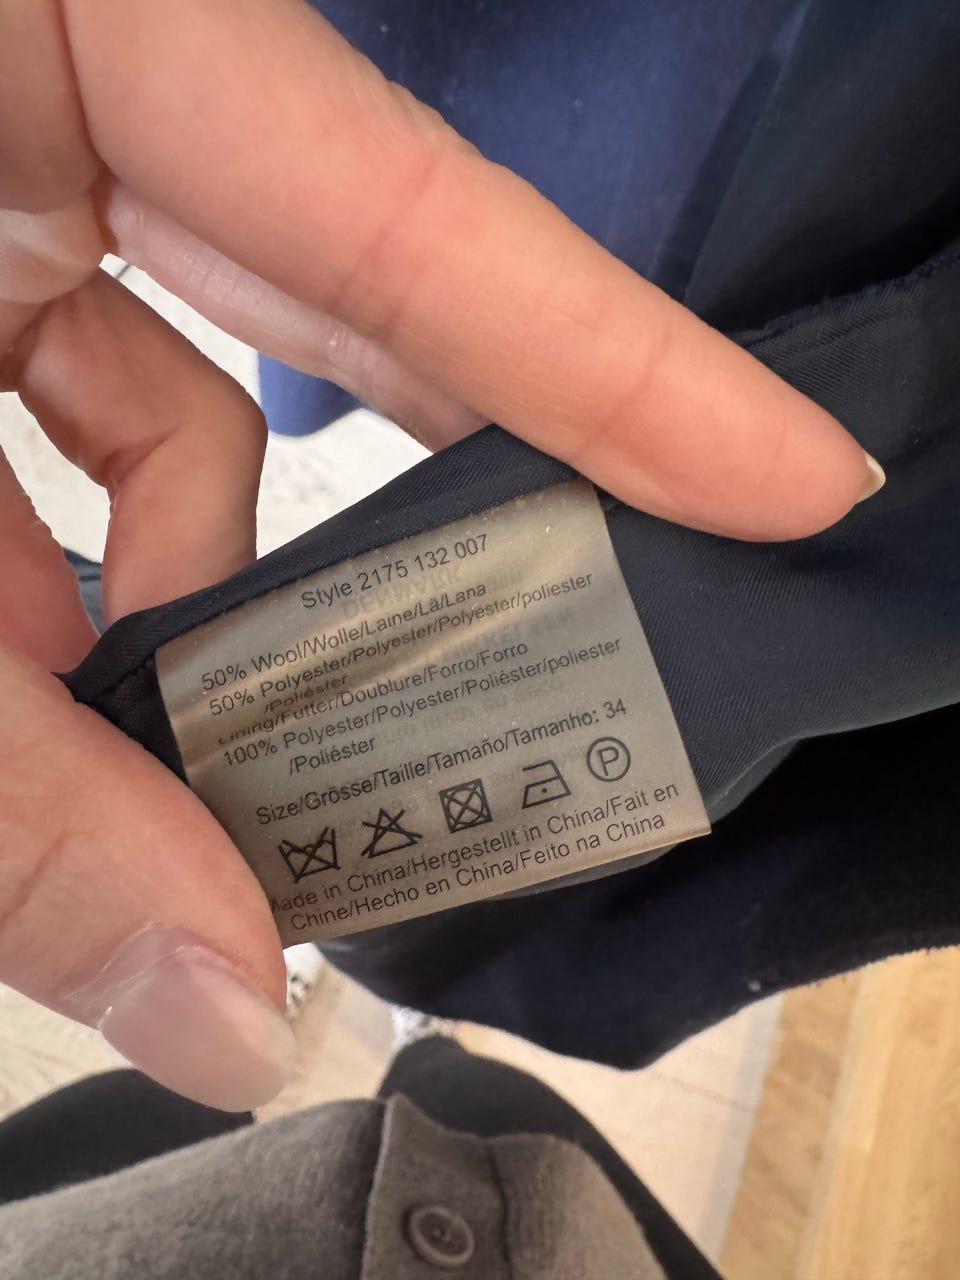 Style 2175 132 007
50% Wool/Wolle/Laine/Lã/Lana
50% Polyester/Polyester/Polyester/poliester
/Poliéster
Lining/Futter/Doublure/Forro/Forro
100% Polyester/Polyester/Poliéster/poliester
/Poliéster
Size/Grösse/Taille/Tamaño/Tamanho: 34
P
Made in China/Hergestellt in China/Fait en
Chine/Hecho en China/Feito na China